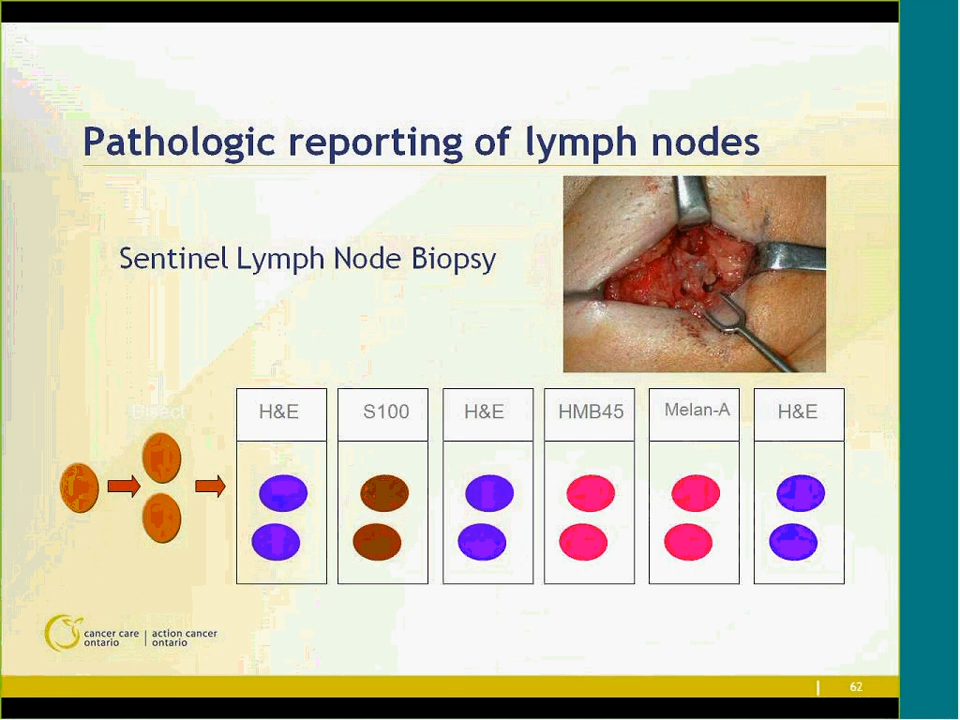 Pathologic reporting of lymph nodes
Sentinel Lymph Node Biopsy
Bisect
H&E
S100
H&E
HMB45
Melan-A
H&E
cancer care | action cancer
ontario | ontario
| 62